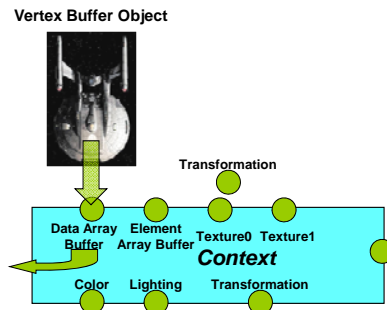 Vertex Buffer Object
Transformation
Data Array Buffer
Element Array Buffer
Texture0
Texture1
Context
Color
Lighting
Transformation